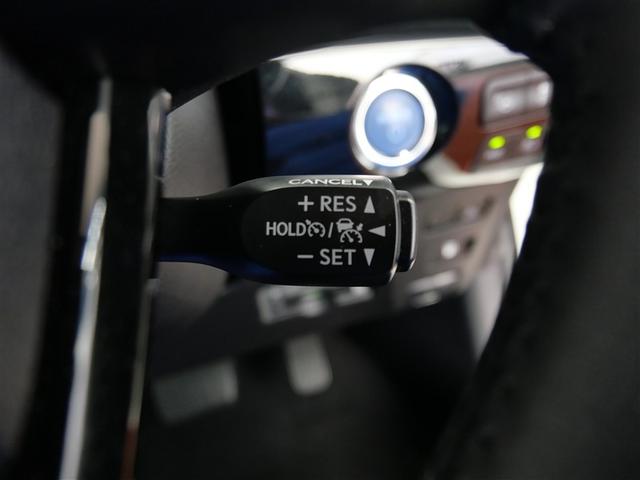 CANCEL▼
+ RES ▲
HOLD / ◀
− SET ▼